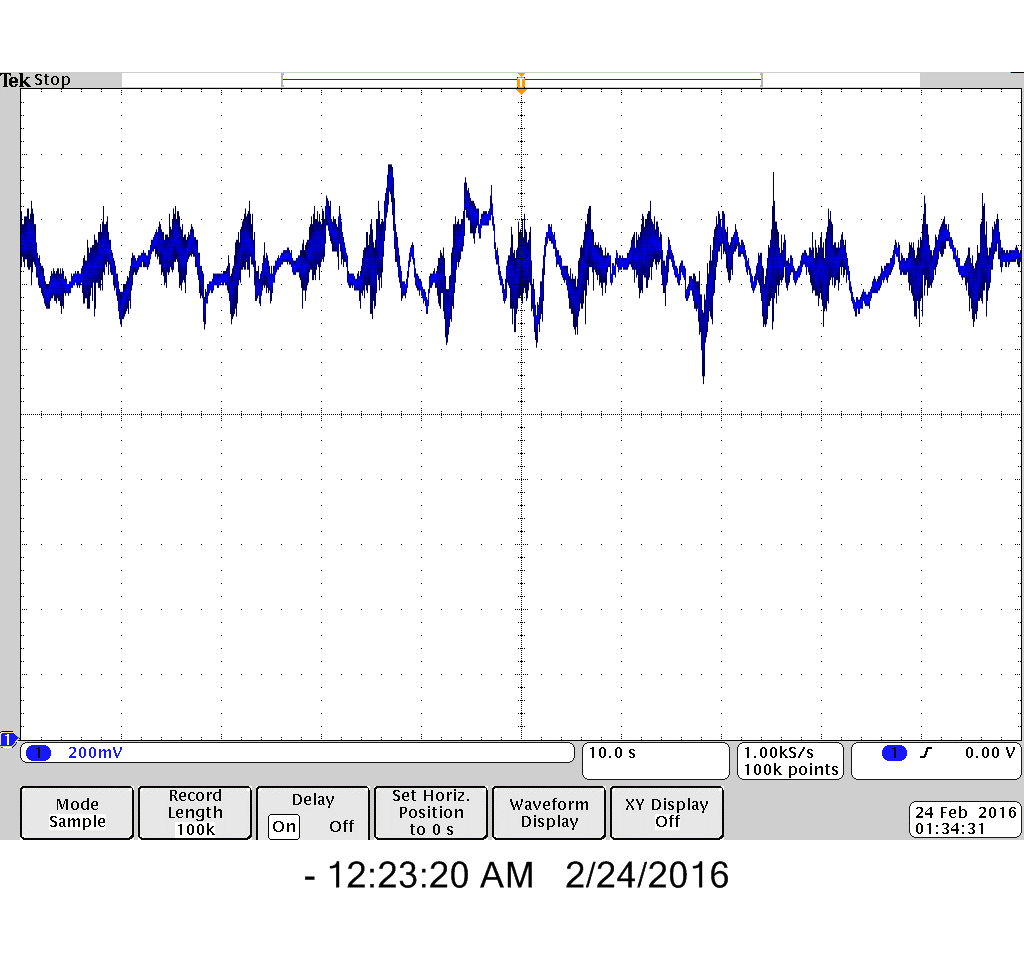 Tek Stop
T
1
1 200mV
10.0 s
1.00kS/s
100k points
1 0.00 V
Mode
Sample
Record
Length
100k
Delay
On Off
Set Horiz.
Position
to 0 s
Waveform
Display
XY Display
Off
24 Feb 2016
01:34:31
- 12:23:20 AM 2/24/2016